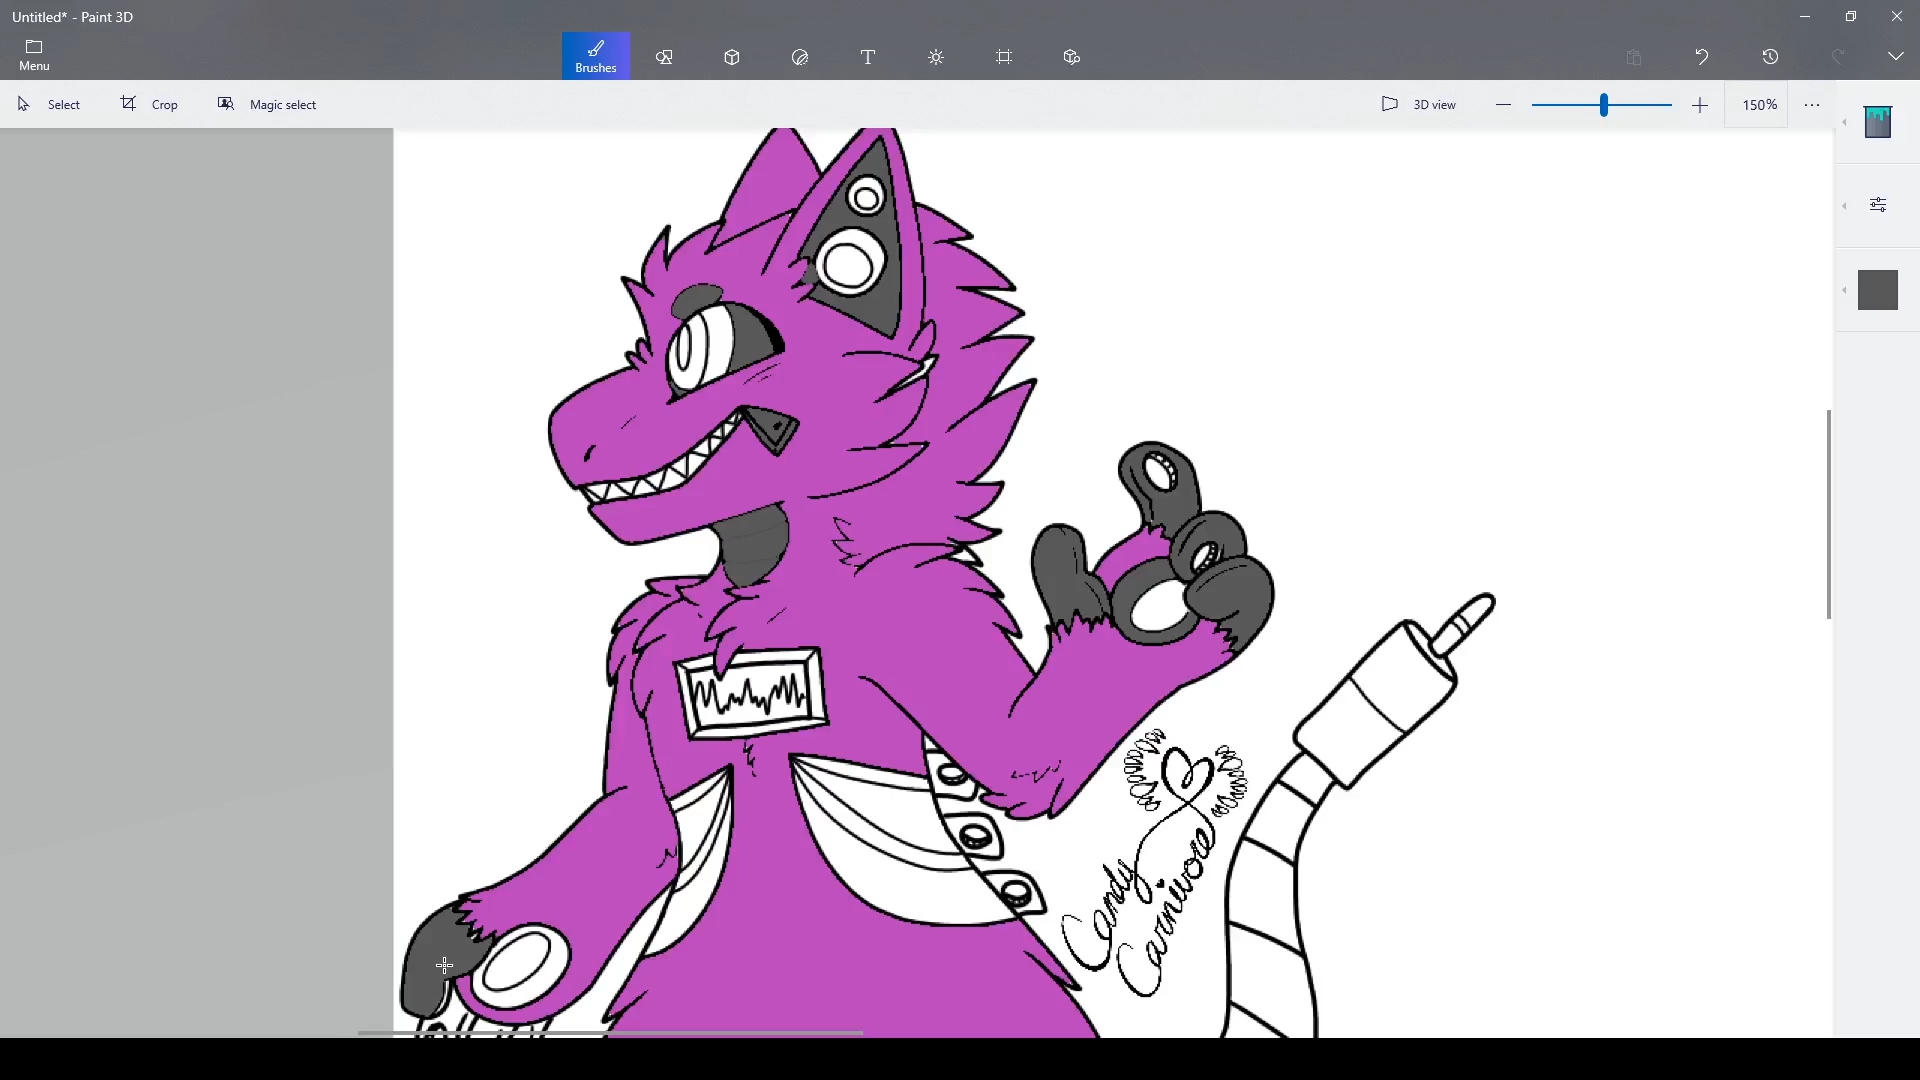 Untitled* - Paint 3D
Menu
Brushes
Select
Crop
Magic select
3D view
150%
Candy
Carnivore